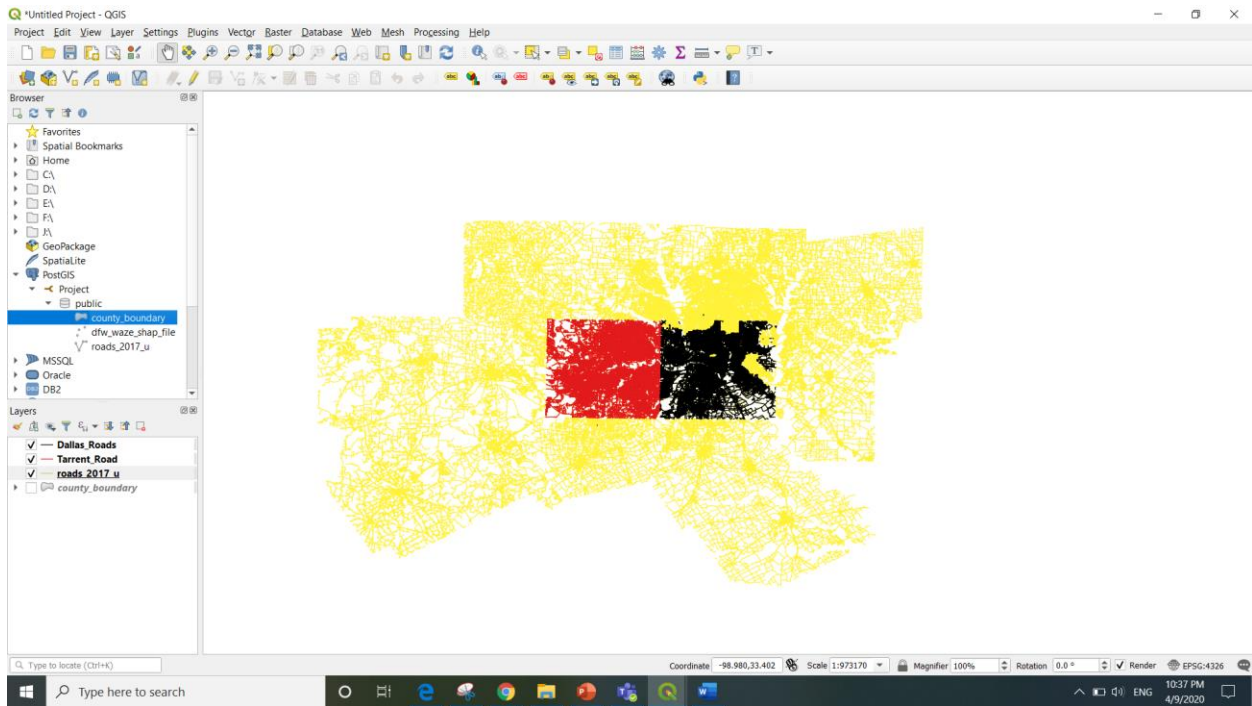 *Untitled Project - QGIS
Project Edit View Layer Settings Plugins Vector Raster Database Web Mesh Processing Help
Browser
Favorites
Spatial Bookmarks
Home
C:\
D:\
E:\
F:\
J:\
GeoPackage
SpatiaLite
PostGIS
Project
public
county_boundary
dfw_waze_shap_file
roads_2017_u
MSSQL
Oracle
DB2
Layers
Dallas_Roads
Tarrent_Road
roads_2017_u
county_boundary
Type to locate (Ctrl+K)
Coordinate -98.980,33.402 Scale 1:973170 Magnifier 100% Rotation 0.0 ° Render EPSG:4326
Type here to search
ENG
10:37 PM
4/9/2020